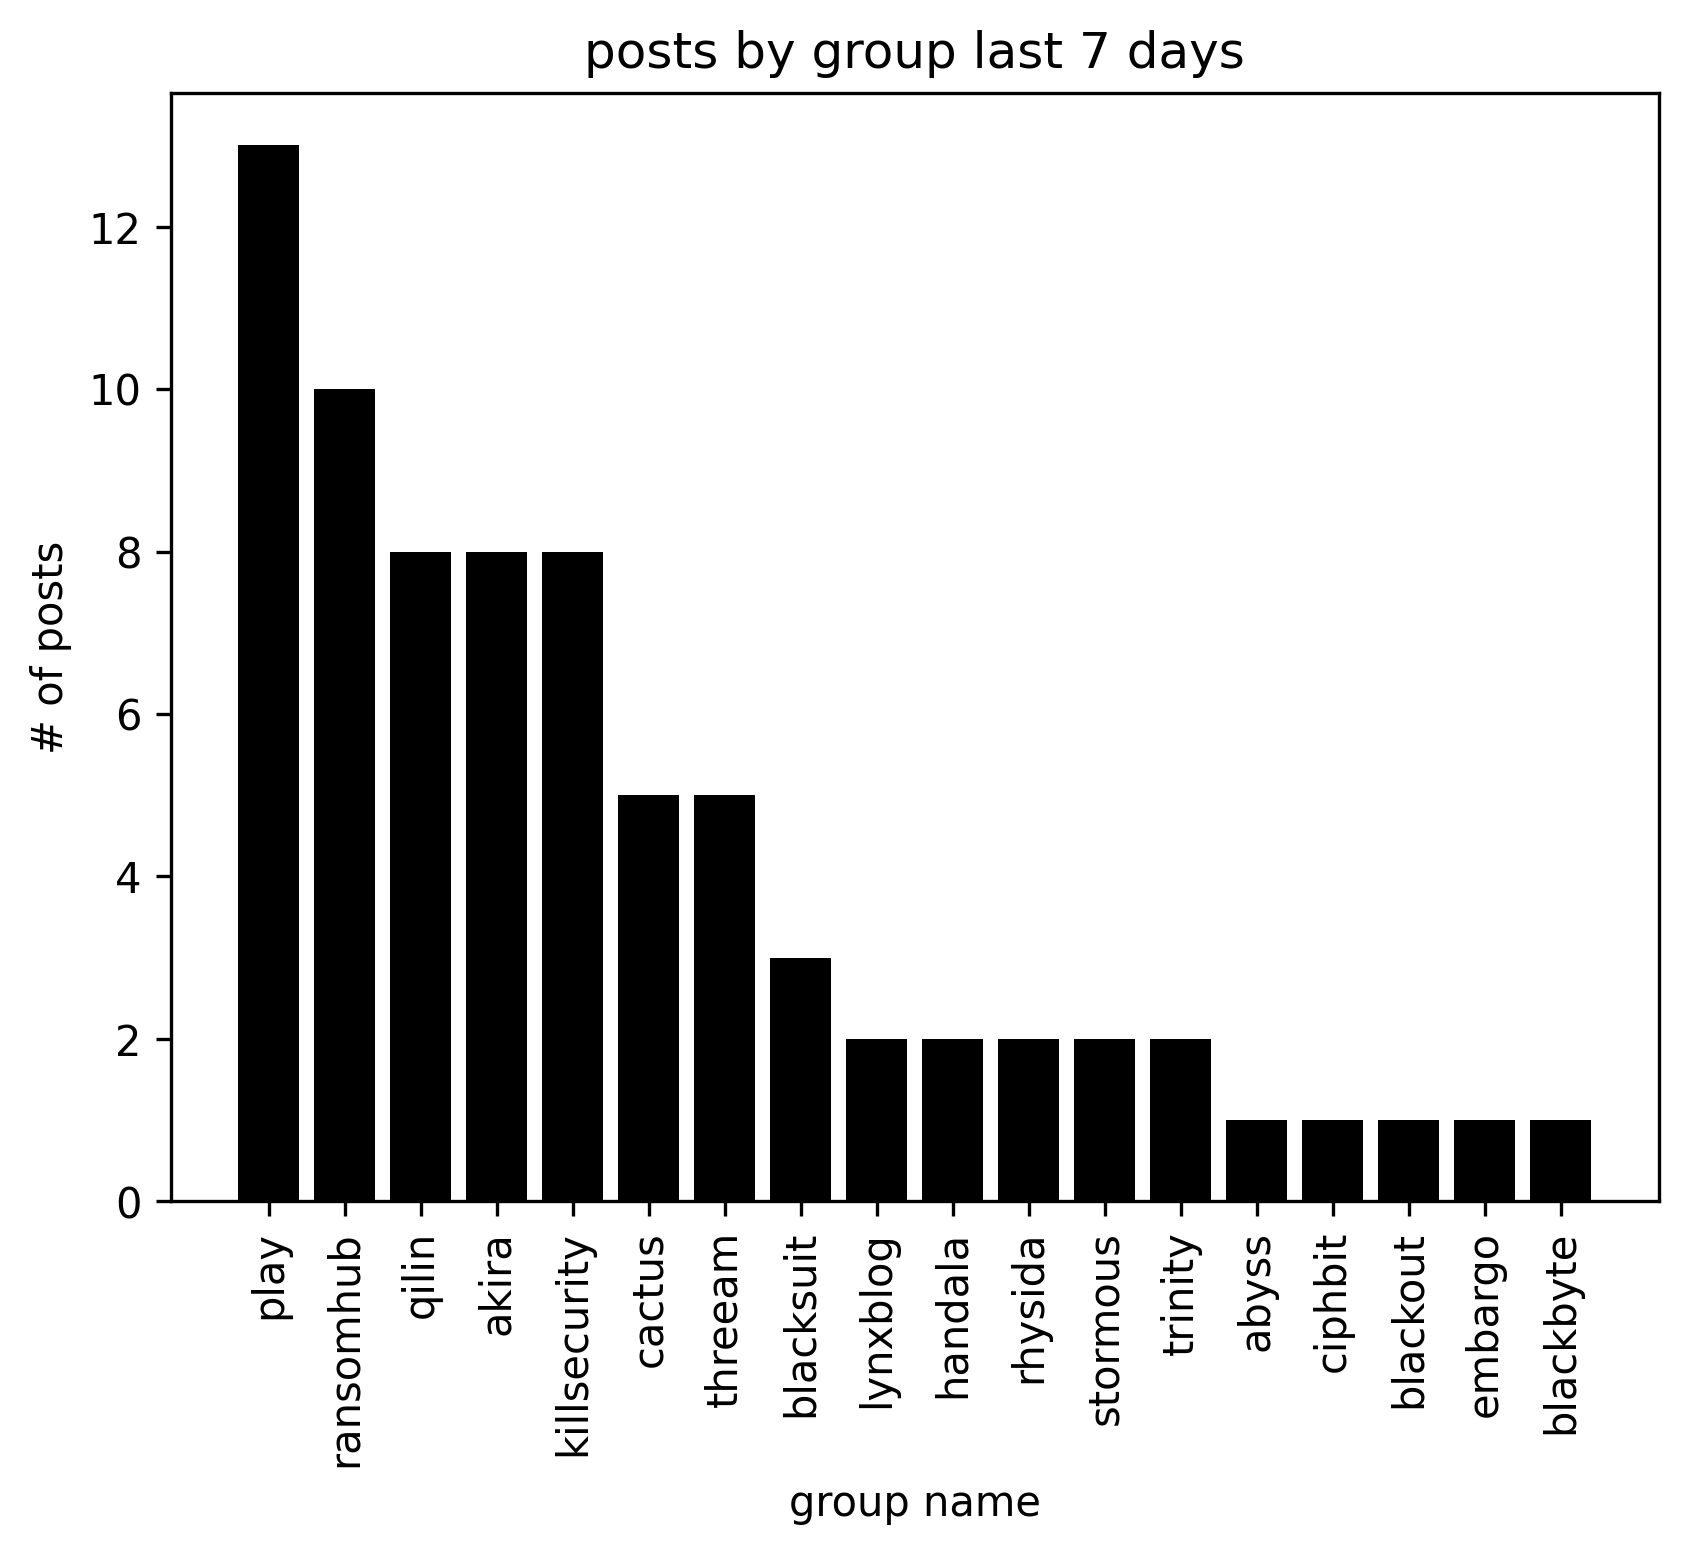 posts by group last 7 days
# of posts
12
10
8
6
4
2
0
play
ransomhub
qilin
akira
killsecurity
cactus
threeam
blacksuit
lynxblog
handala
rhysida
stormous
trinity
abyss
ciphbit
blackout
embargo
blackbyte
group name